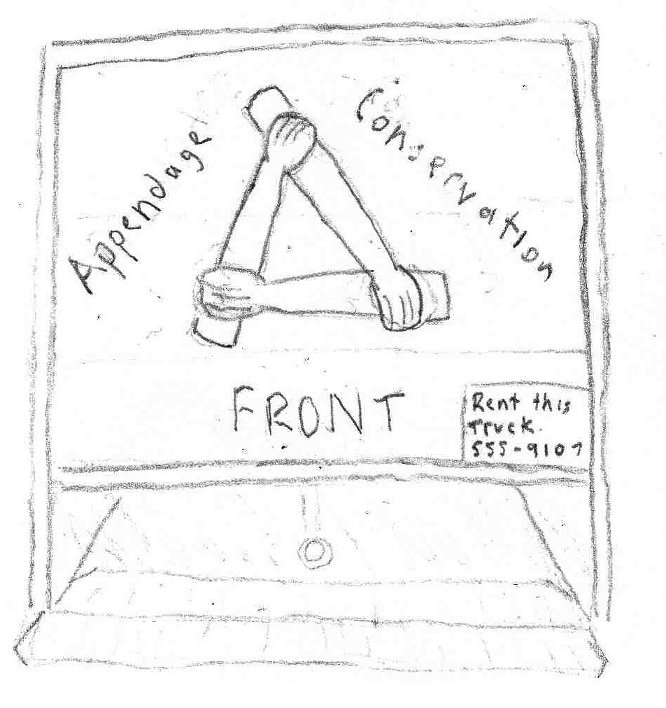 Appendage
Conservation
FRONT
Rent this
Truck.
555-9107